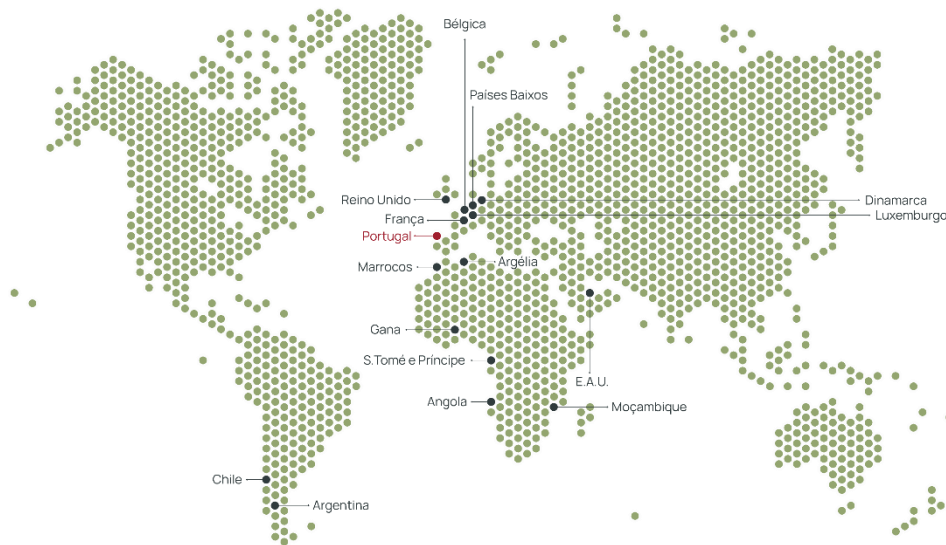 Bélgica
Países Baixos
Reino Unido
Dinamarca
França
Luxemburgo
Portugal
Marrocos
Argélia
Gana
S.Tomé e Príncipe
E.A.U.
Angola
Moçambique
Chile
Argentina